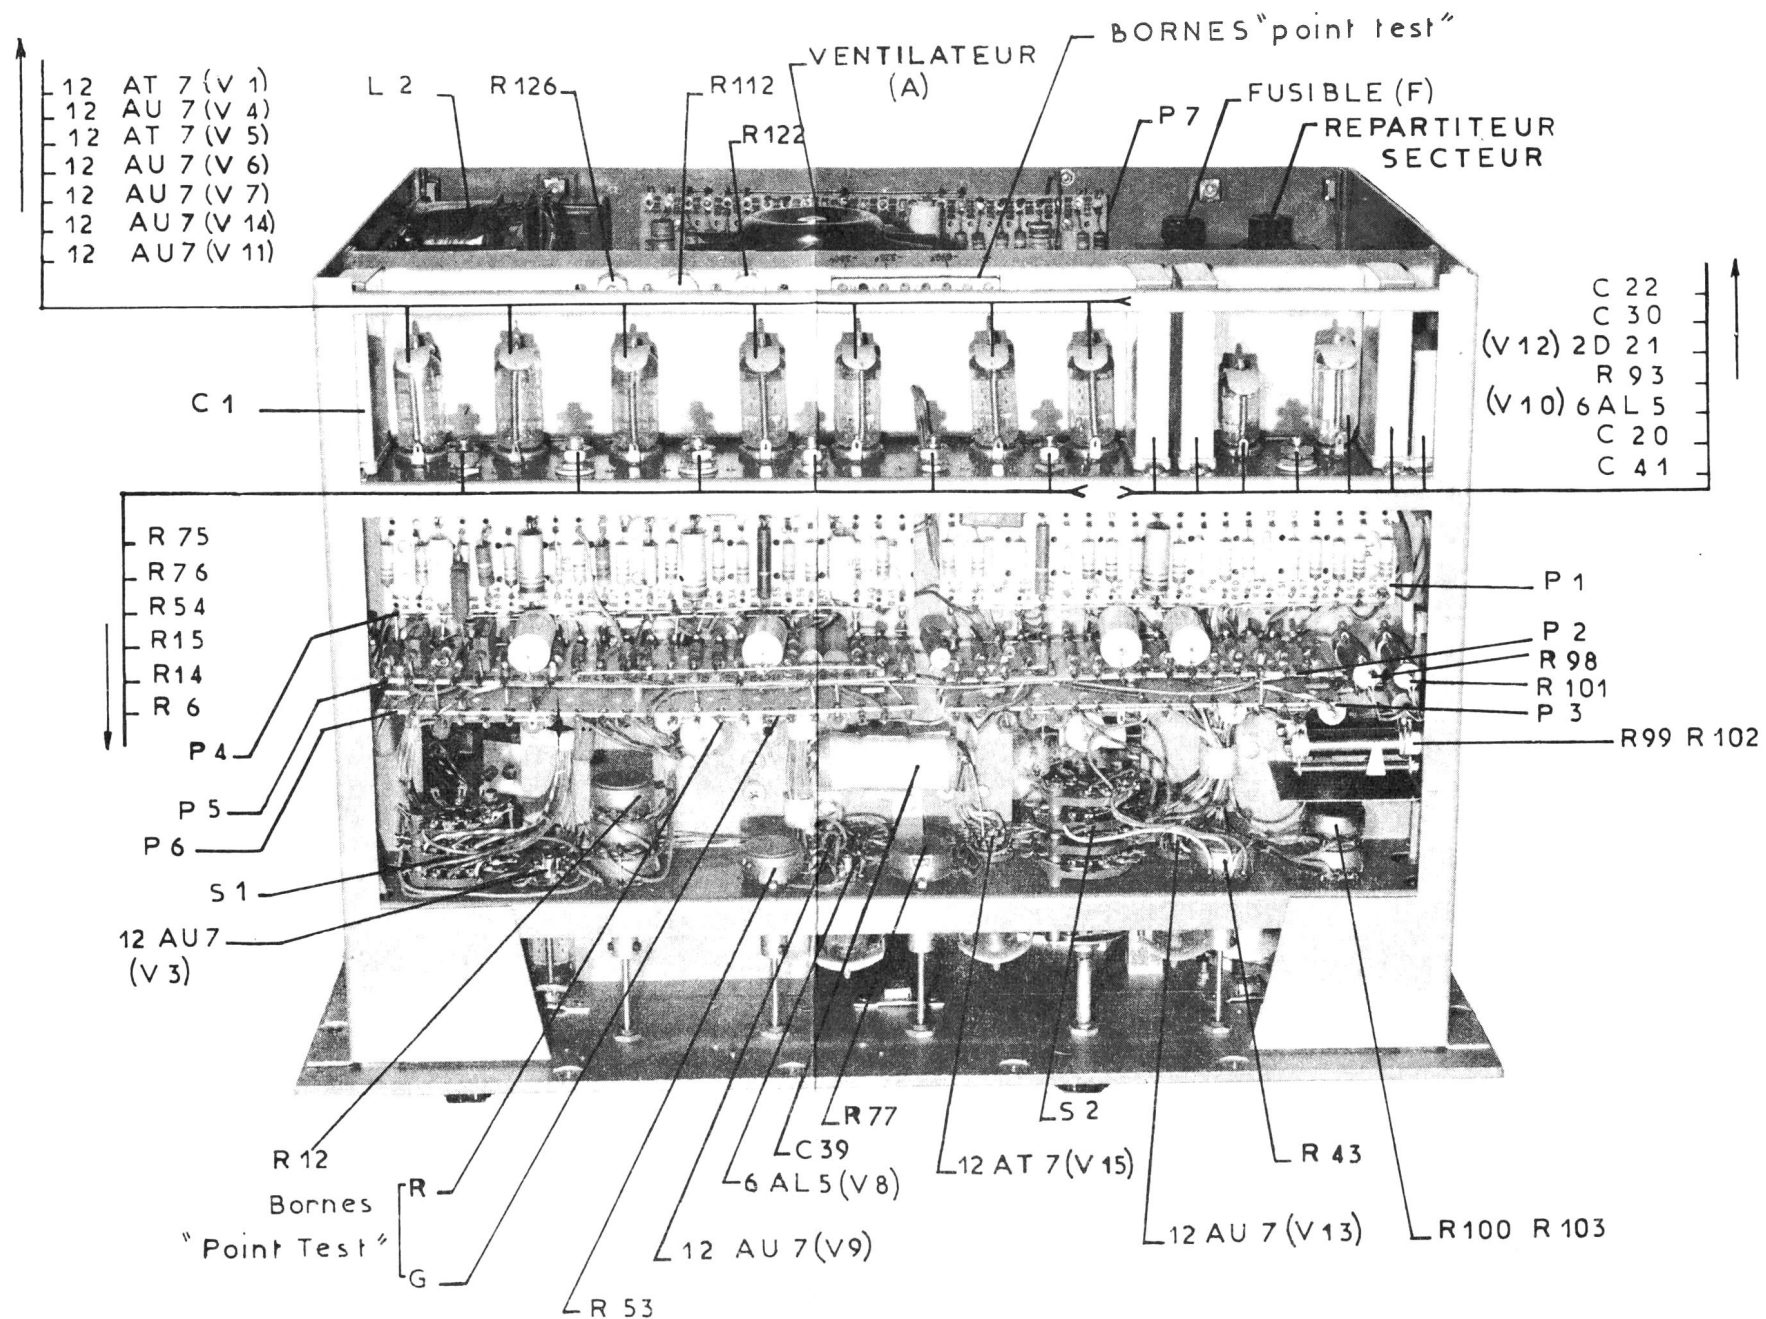 BORNES "point test"
VENTILATEUR
(A)
L 2
R 126
R 112
R 122
P 7
FUSIBLE (F)
REPARTITEUR
SECTEUR
12 AT 7 (V 1)
12 AU 7 (V 4)
12 AT 7 (V 5)
12 AU 7 (V 6)
12 AU 7 (V 7)
12 AU 7 (V 14)
12 AU 7 (V 11)
C 1
C 22
C 30
(V 12) 2D 21
R 93
(V 10) 6 AL 5
C 20
C 41
R 75
R 76
R 54
R 15
R 14
R 6
P 4
P 5
P 6
S 1
12 AU 7
(V 3)
P 1
P 2
R 98
R 101
P 3
R 99 R 102
R 12
Bornes
"Point Test"
R
G
R 53
12 AU 7 (V 9)
6 AL 5 (V 8)
C 39
R 77
12 AT 7 (V 15)
S 2
12 AU 7 (V 13)
R 43
R 100 R 103